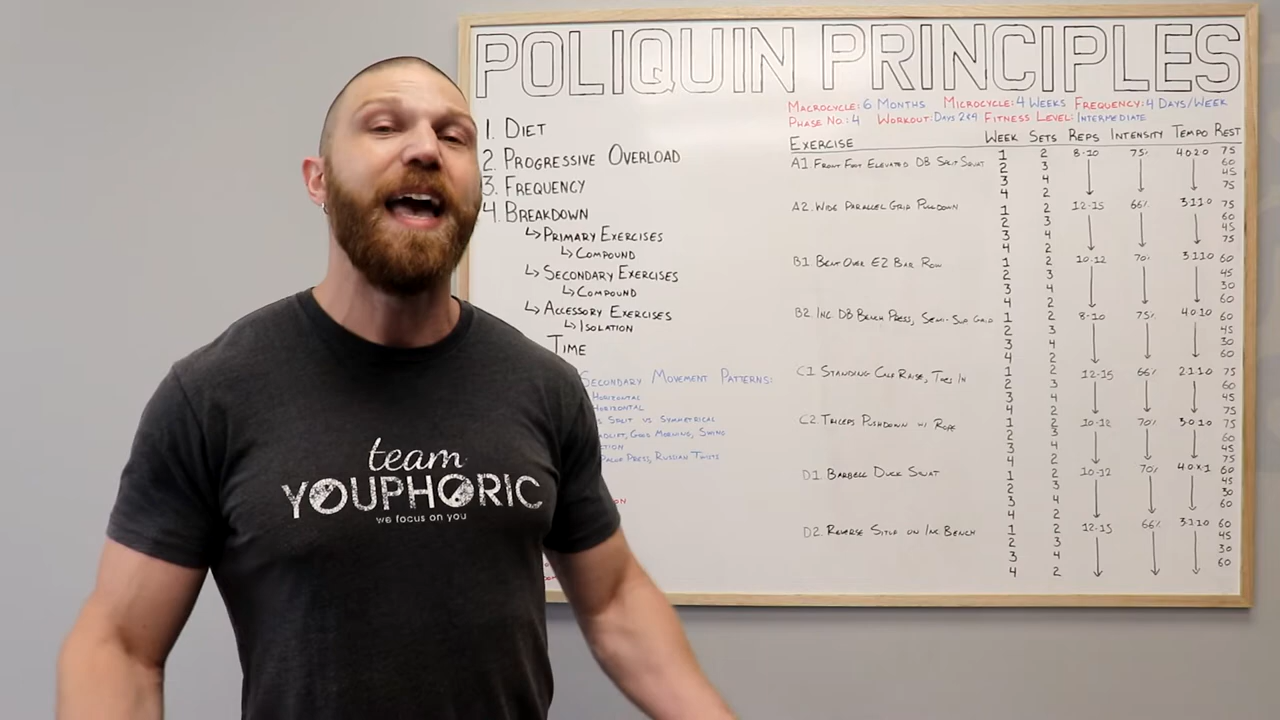 POLIQUIN PRINCIPLES
MACROCYCLE: 6 MONTHS MICROCYCLE: 4 WEEKS FREQUENCY: 4 DAYS/WEEK
PHASE NO.: 4 WORKOUT: DAYS 2&4 FITNESS LEVEL: INTERMEDIATE
1. DIET
2. PROGRESSIVE OVERLOAD
3. FREQUENCY
4. BREAKDOWN
↳ PRIMARY EXERCISES
↳ COMPOUND
↳ SECONDARY EXERCISES
↳ COMPOUND
↳ ACCESSORY EXERCISES
↳ ISOLATION
TIME
SECONDARY MOVEMENT PATTERNS:
HORIZONTAL
HORIZONTAL
SPLIT VS SYMMETRICAL
GOOD MORNING, SWING
PRESS, RUSSIAN TWISTS
EXERCISE WEEK SETS REPS INTENSITY TEMPO REST
A1. FRONT FOOT ELEVATED DB SPLIT SQUAT 1 2 8-10 75% 4020 75
2 3 60
3 4 45
4 2 75
A2. WIDE PARALLEL GRIP PULLDOWN 1 2 12-15 66% 3110 75
2 3 60
3 4 45
4 2 75
B1. BENT OVER EZ BAR ROW 1 2 10-12 70% 3110 60
2 3 45
3 4 30
4 2 60
B2. INC. DB BENCH PRESS, SEMI-SUP GRIP 1 2 8-10 75% 4010 60
2 3 45
3 4 30
4 2 60
C1. STANDING CALF RAISE, TOES IN 1 2 12-15 66% 2110 75
2 3 60
3 4 45
4 2 75
C2. TRICEPS PUSHDOWN W/ ROPE 1 2 10-12 70% 3010 75
2 3 60
3 4 45
4 2 75
D1. BARBELL DUCK SQUAT 1 2 10-12 70% 40X1 60
2 3 45
3 4 30
4 2 60
D2. REVERSE SITUP ON INC. BENCH 1 2 12-15 66% 3110 60
2 3 45
3 4 30
4 2 60
team
YOUPHORIC
we focus on you